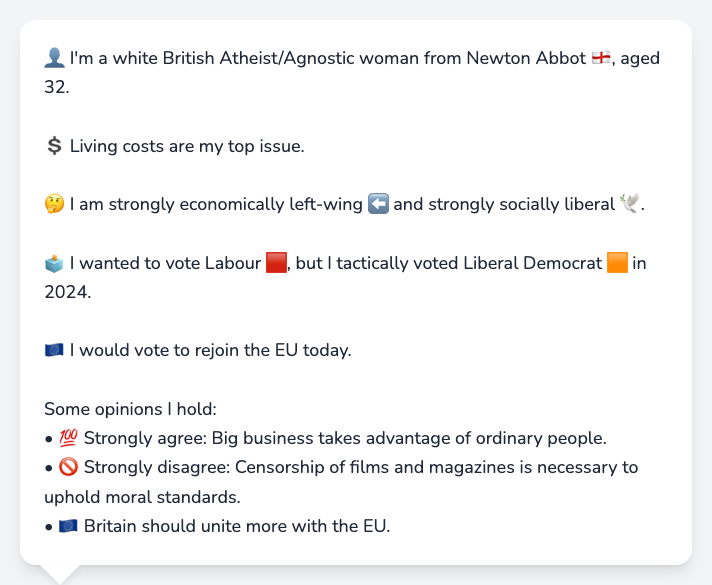 👤 I'm a white British Atheist/Agnostic woman from Newton Abbot 🏴󠁧󠁢󠁥󠁮󠁧󠁿, aged
32.
💲 Living costs are my top issue.
🤔 I am strongly economically left-wing ⬅️ and strongly socially liberal 🕊️.
🗳️ I wanted to vote Labour 🟥, but I tactically voted Liberal Democrat 🟧 in
2024.
🇪🇺 I would vote to rejoin the EU today.
Some opinions I hold:
• 💯 Strongly agree: Big business takes advantage of ordinary people.
• 🚫 Strongly disagree: Censorship of films and magazines is necessary to
uphold moral standards.
• 🇪🇺 Britain should unite more with the EU.